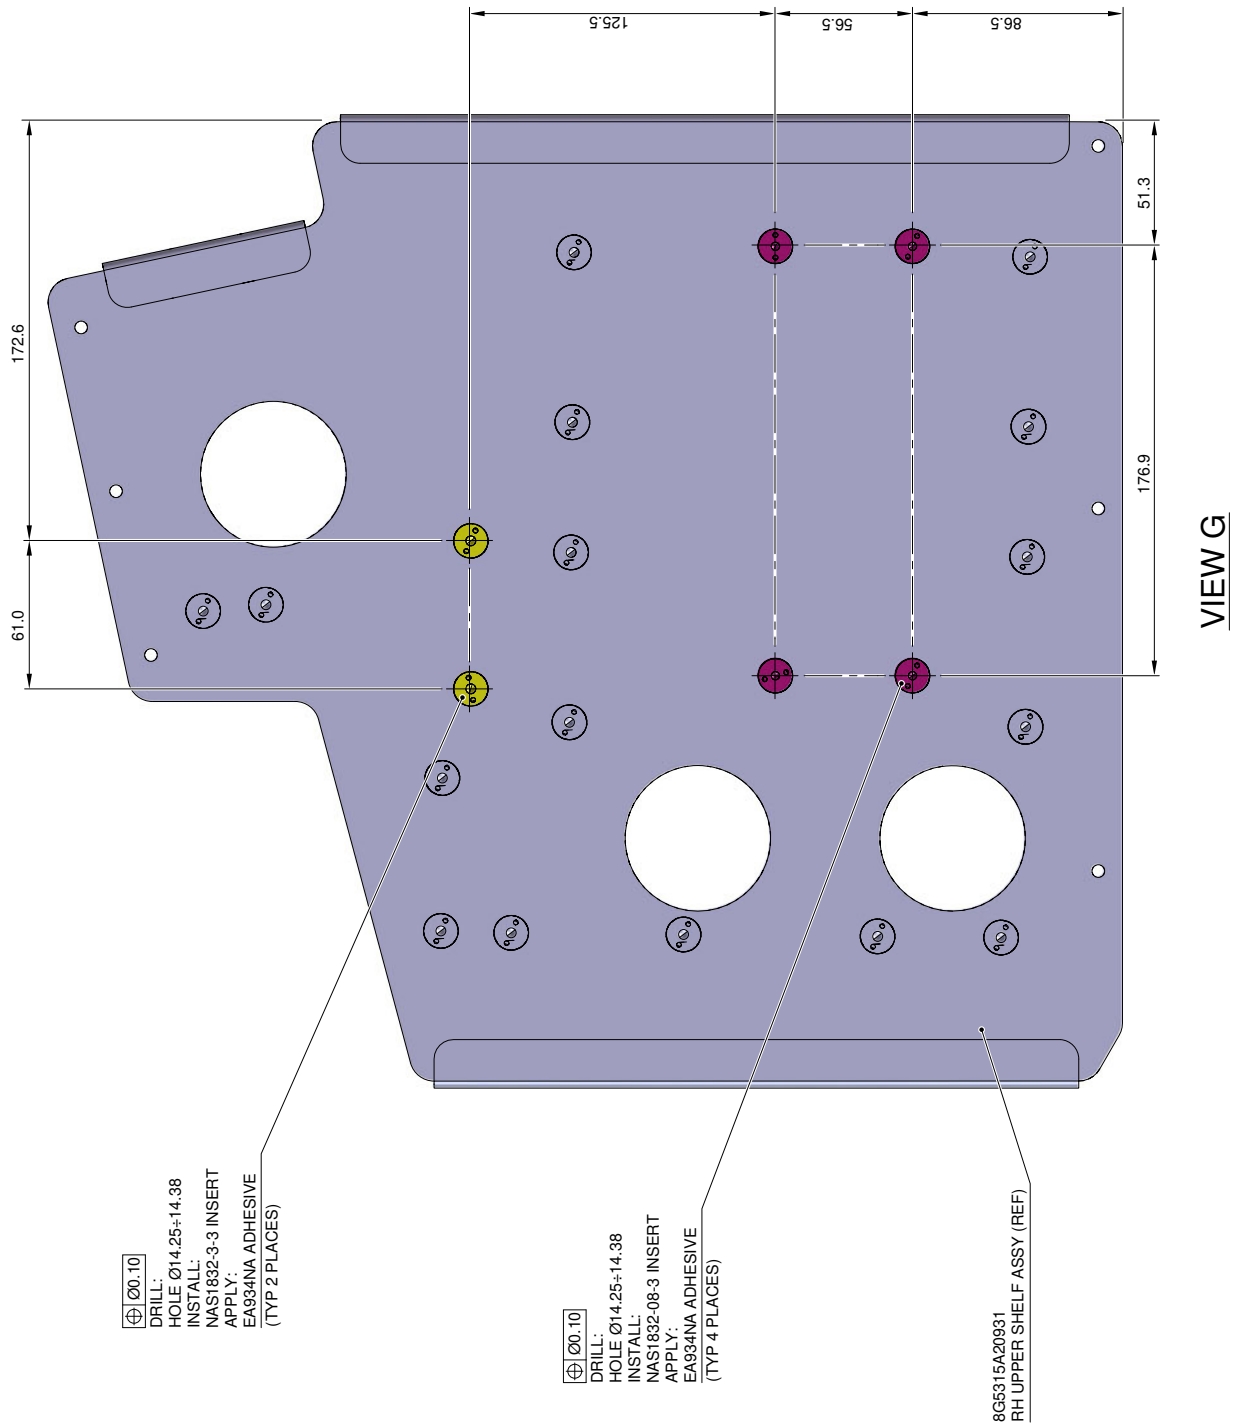 ⌖ Ø0.10
DRILL:
HOLE Ø14.25÷14.38
INSTALL:
NAS1832-3-3 INSERT
APPLY:
EA934NA ADHESIVE
(TYP 2 PLACES)
⌖ Ø0.10
DRILL:
HOLE Ø14.25÷14.38
INSTALL:
NAS1832-08-3 INSERT
APPLY:
EA934NA ADHESIVE
(TYP 4 PLACES)
8G5315A20931
RH UPPER SHELF ASSY (REF)
61.0
172.6
125.5
56.5
86.5
176.9
51.3
VIEW G